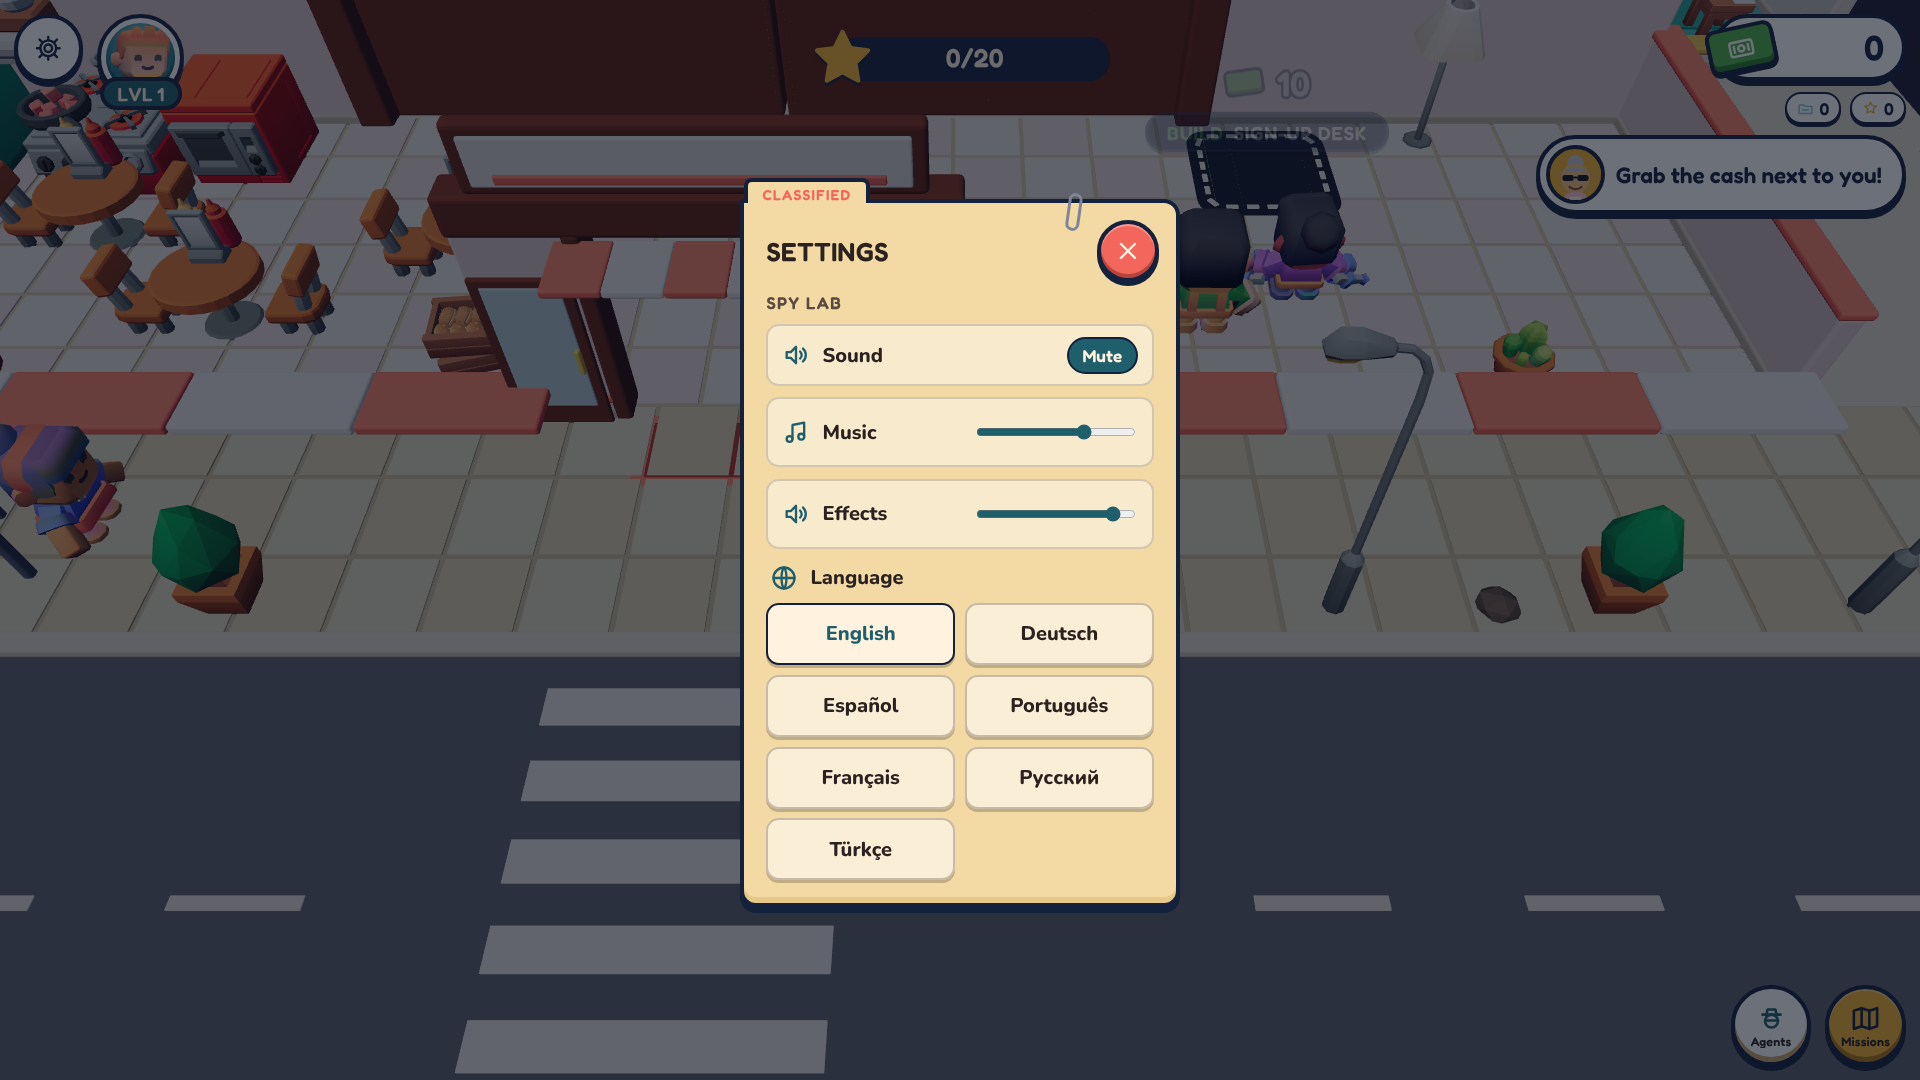 LVL 1
0/20
10
BUILD SIGN-UP DESK
0
0
0
Grab the cash next to you!
CLASSIFIED
SETTINGS
SPY LAB
Sound
Mute
Music
Effects
Language
English
Deutsch
Español
Português
Français
Русский
Türkçe
Agents
Missions